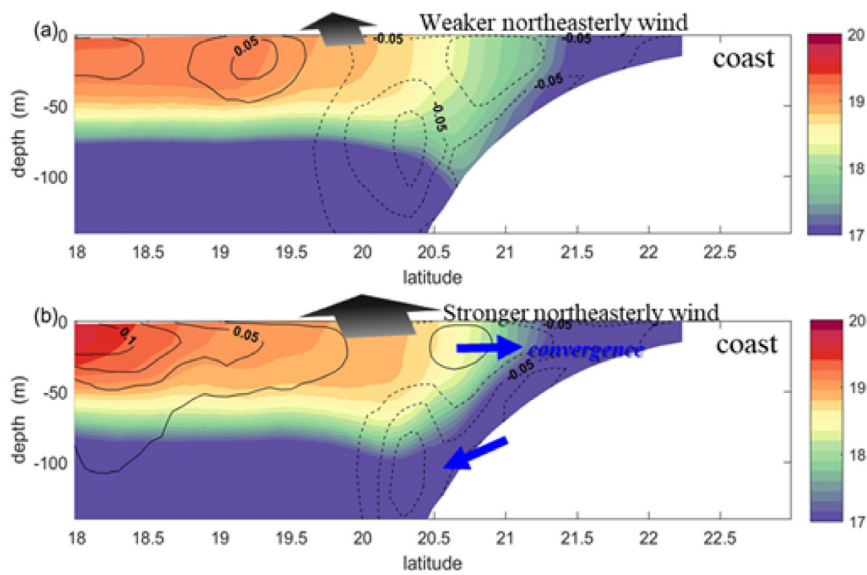 (a)
Weaker northeasterly wind
0
-50
-100
depth (m)
0.05
-0.05
-0.05
-0.05
-0.05
coast
18 18.5 19 19.5 20 20.5 21 21.5 22 22.5
latitude
20
19
18
17
(b)
Stronger northeasterly wind
0
-50
-100
depth (m)
0.1
0.05
-0.05
-0.05
convergence
coast
18 18.5 19 19.5 20 20.5 21 21.5 22 22.5
latitude
20
19
18
17